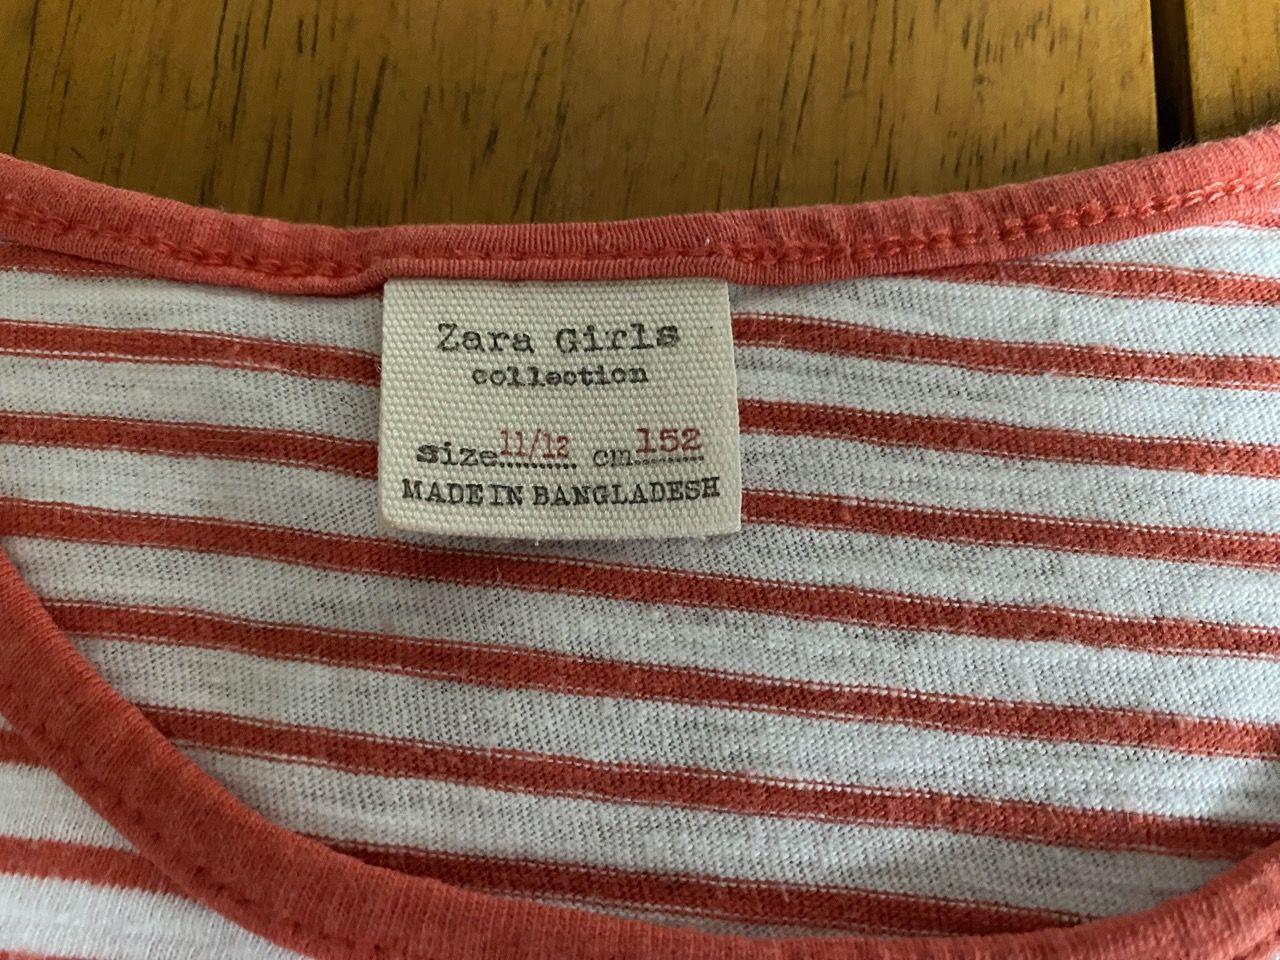 Zara Girls
collection
size 11/12 cm 152
MADE IN BANGLADESH